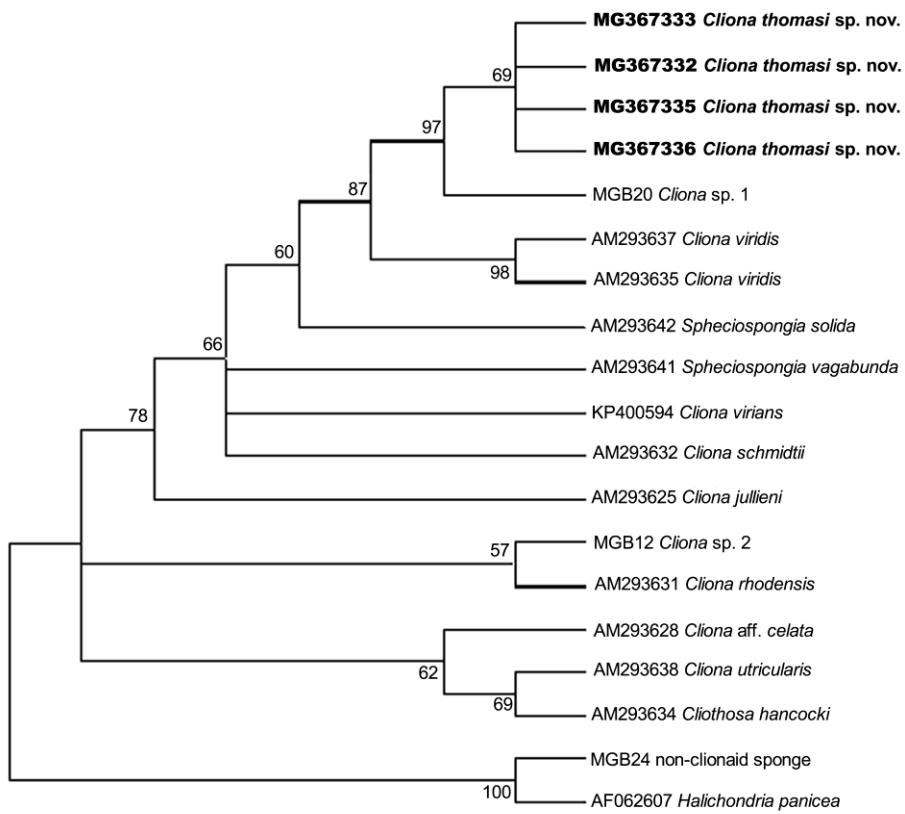 MG367333 Cliona thomasi sp. nov.
MG367332 Cliona thomasi sp. nov.
69
MG367335 Cliona thomasi sp. nov.
97
MG367336 Cliona thomasi sp. nov.
87
MGB20 Cliona sp. 1
AM293637 Cliona viridis
60
98
AM293635 Cliona viridis
AM293642 Spheciospongia solida
66
AM293641 Spheciospongia vagabunda
78
KP400594 Cliona virians
AM293632 Cliona schmidtii
AM293625 Cliona jullieni
57
MGB12 Cliona sp. 2
AM293631 Cliona rhodensis
AM293628 Cliona aff. celata
62
AM293638 Cliona utricularis
69
AM293634 Cliothosa hancocki
MGB24 non-clionaid sponge
100
AF062607 Halichondria panicea